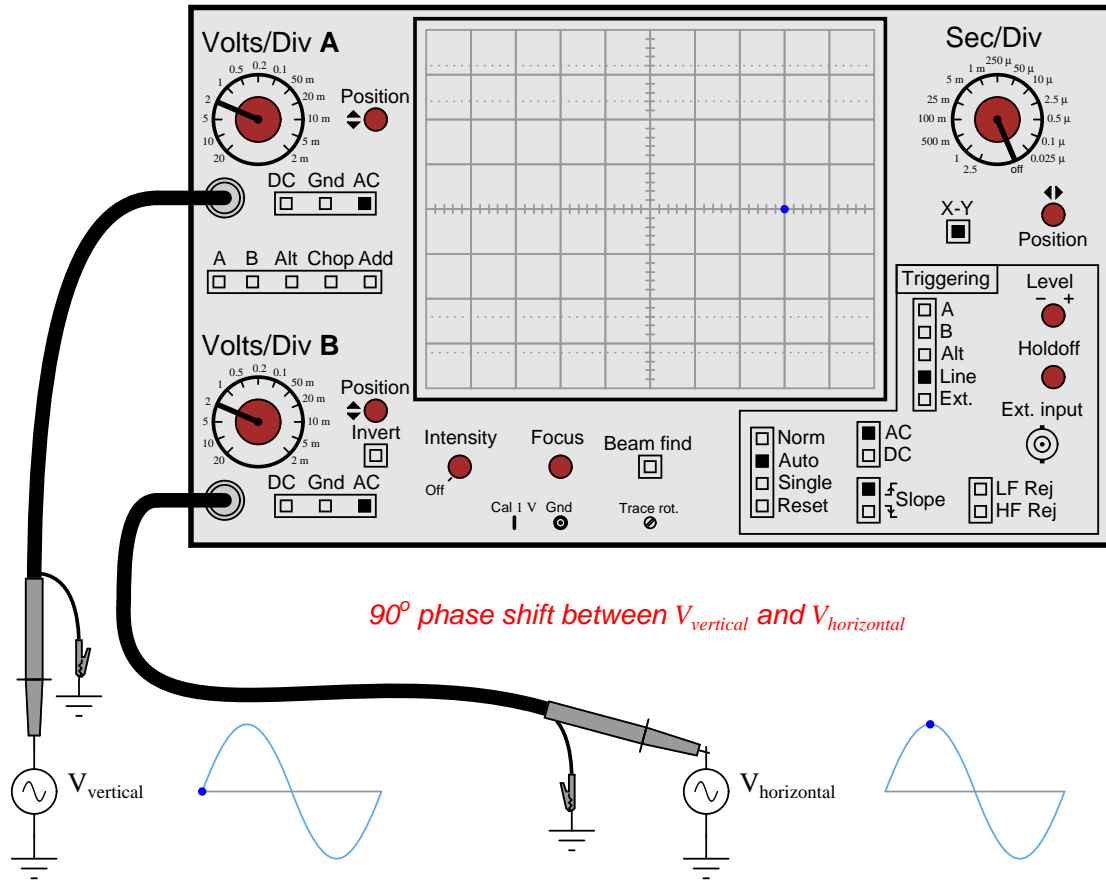 Volts/Div A
0.5 0.2 0.1
1 50 m
2 20 m
5 10 m
10 5 m
20 2 m
Position
DC Gnd AC
A B Alt Chop Add
Volts/Div B
0.5 0.2 0.1
1 50 m
2 20 m
5 10 m
10 5 m
20 2 m
Position
Invert
DC Gnd AC
Intensity
Off
Focus
Beam find
Cal 1 V Gnd
Trace rot.
Sec/Div
250 µ
1 m 50 µ
5 m 10 µ
25 m 2.5 µ
100 m 0.5 µ
500 m 0.1 µ
1 0.025 µ
2.5 off
X-Y
Position
Triggering
A
B
Alt
Line
Ext.
Level
− +
Holdoff
Ext. input
Norm
Auto
Single
Reset
AC
DC
Slope
LF Rej
HF Rej
90o phase shift between Vvertical and Vhorizontal
Vvertical
Vhorizontal